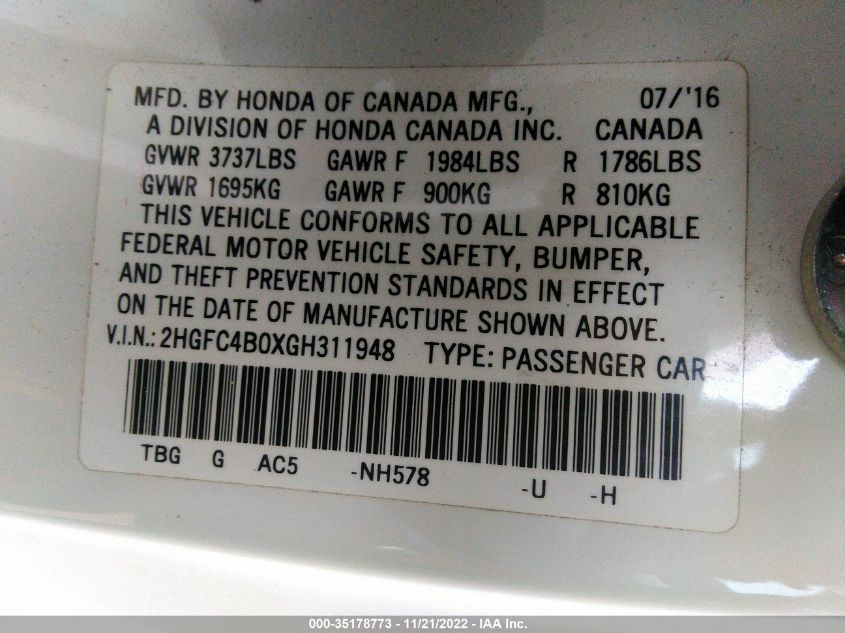 MFD. BY HONDA OF CANADA MFG., 07/'16
A DIVISION OF HONDA CANADA INC. CANADA
GVWR 3737LBS GAWR F 1984LBS R 1786LBS
GVWR 1695KG GAWR F 900KG R 810KG
THIS VEHICLE CONFORMS TO ALL APPLICABLE
FEDERAL MOTOR VEHICLE SAFETY, BUMPER,
AND THEFT PREVENTION STANDARDS IN EFFECT
ON THE DATE OF MANUFACTURE SHOWN ABOVE.
V.I.N.: 2HGFC4B0XGH311948 TYPE: PASSENGER CAR
TBG G AC5 -NH578 -U -H
000-35178773 - 11/21/2022 - IAA Inc.